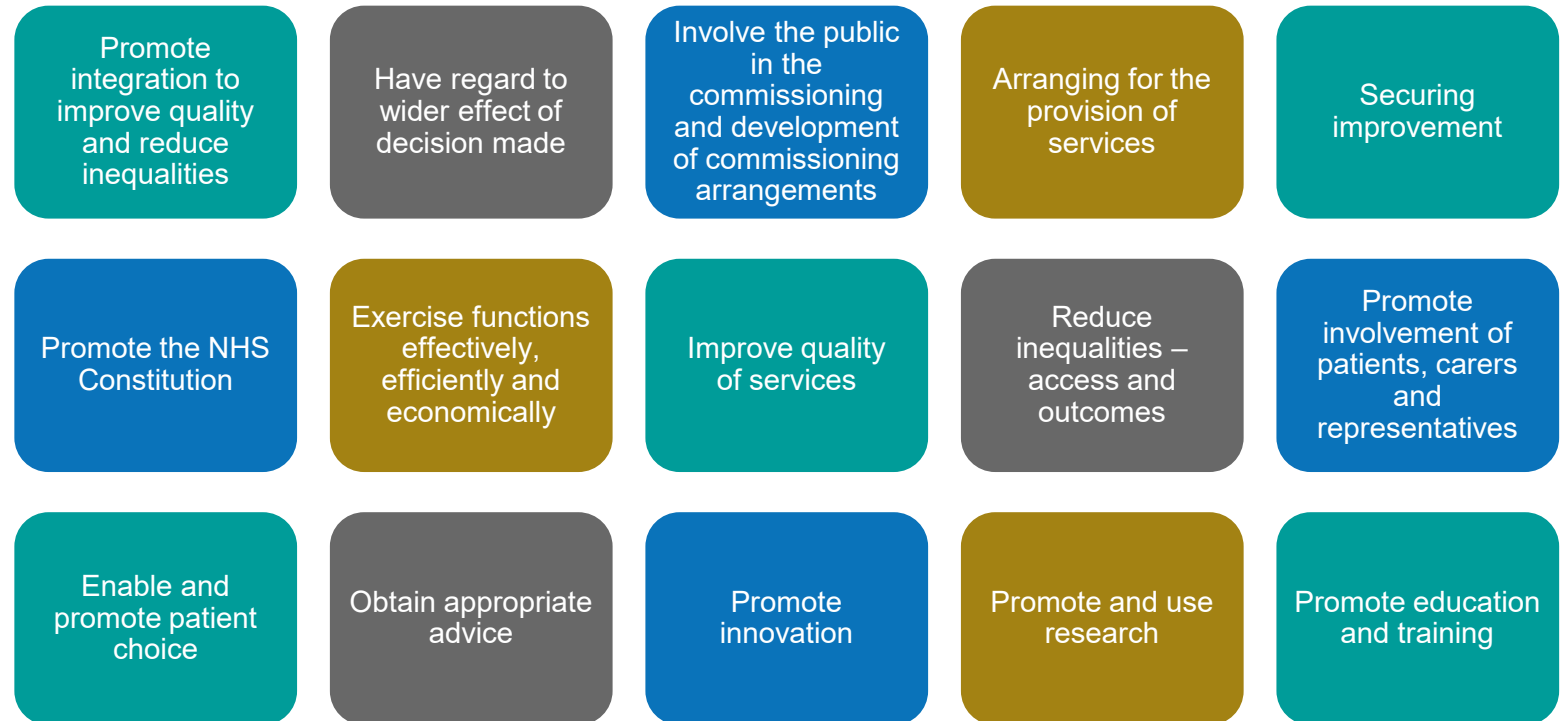 Promote
integration to
improve quality
and reduce
inequalities
Have regard to
wider effect of
decision made
Involve the public
in the
commissioning
and development
of commissioning
arrangements
Arranging for the
provision of
services
Securing
improvement
Promote the NHS
Constitution
Exercise functions
effectively,
efficiently and
economically
Improve quality
of services
Reduce
inequalities –
access and
outcomes
Promote
involvement of
patients, carers
and
representatives
Enable and
promote patient
choice
Obtain appropriate
advice
Promote
innovation
Promote and use
research
Promote education
and training